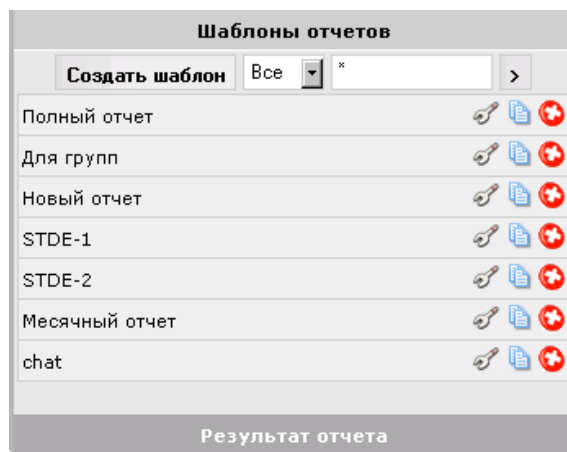 Шаблоны отчетов
Создать шаблон Все * >
Полный отчет
Для групп
Новый отчет
STDE-1
STDE-2
Месячный отчет
chat
Результат отчета